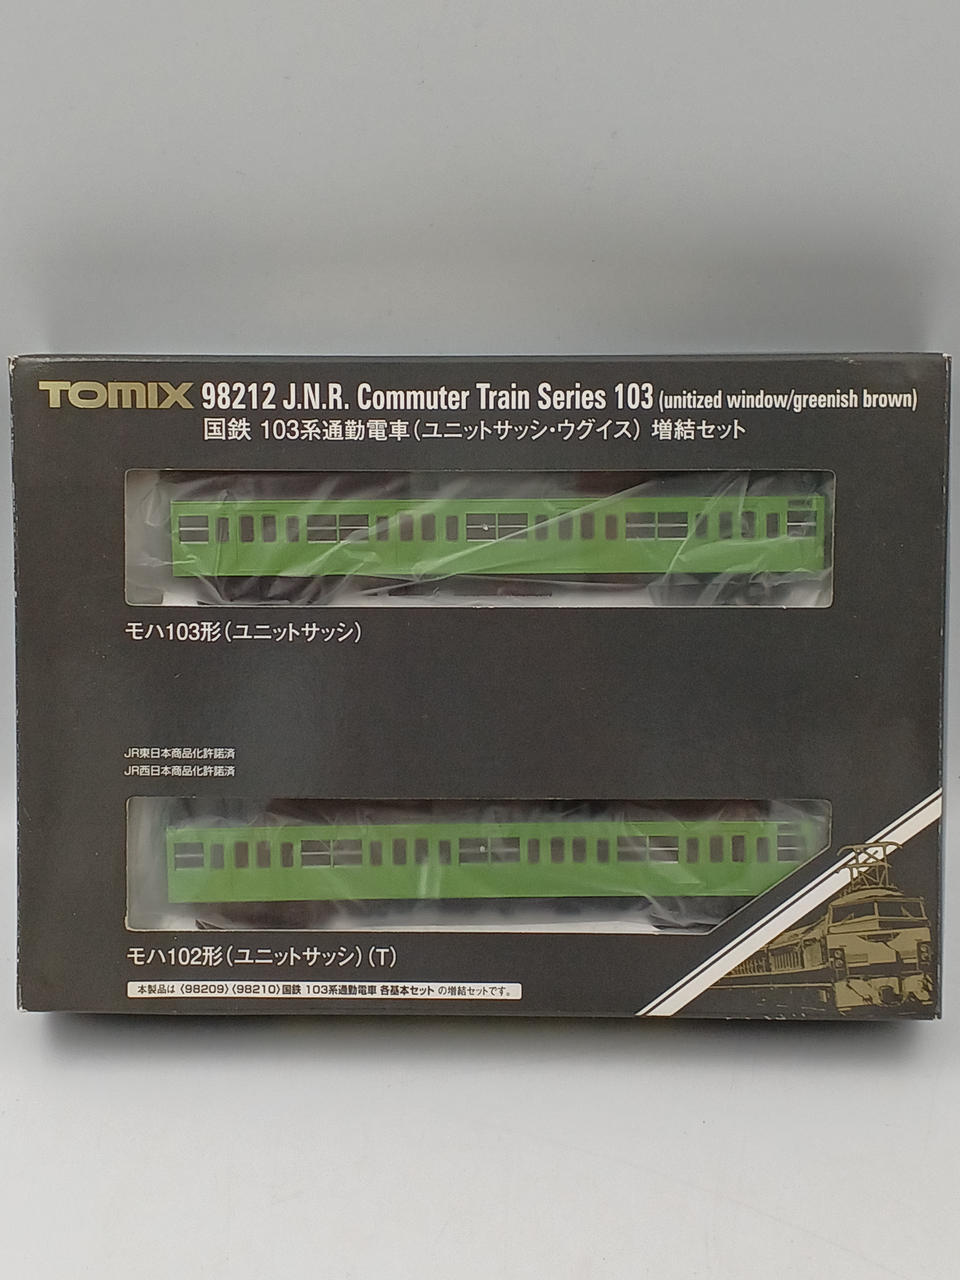 TOMIX 98212 J.N.R. Commuter Train Series 103 (unitized window/greenish brown)
国鉄 103系通勤電車(ユニットサッシ・ウグイス) 増結セット
モハ103形(ユニットサッシ)
JR東日本商品化許諾済
JR西日本商品化許諾済
モハ102形(ユニットサッシ)(T)
本製品は〈98209〉〈98210〉国鉄 103系通勤電車 各基本セット の増結セットです。